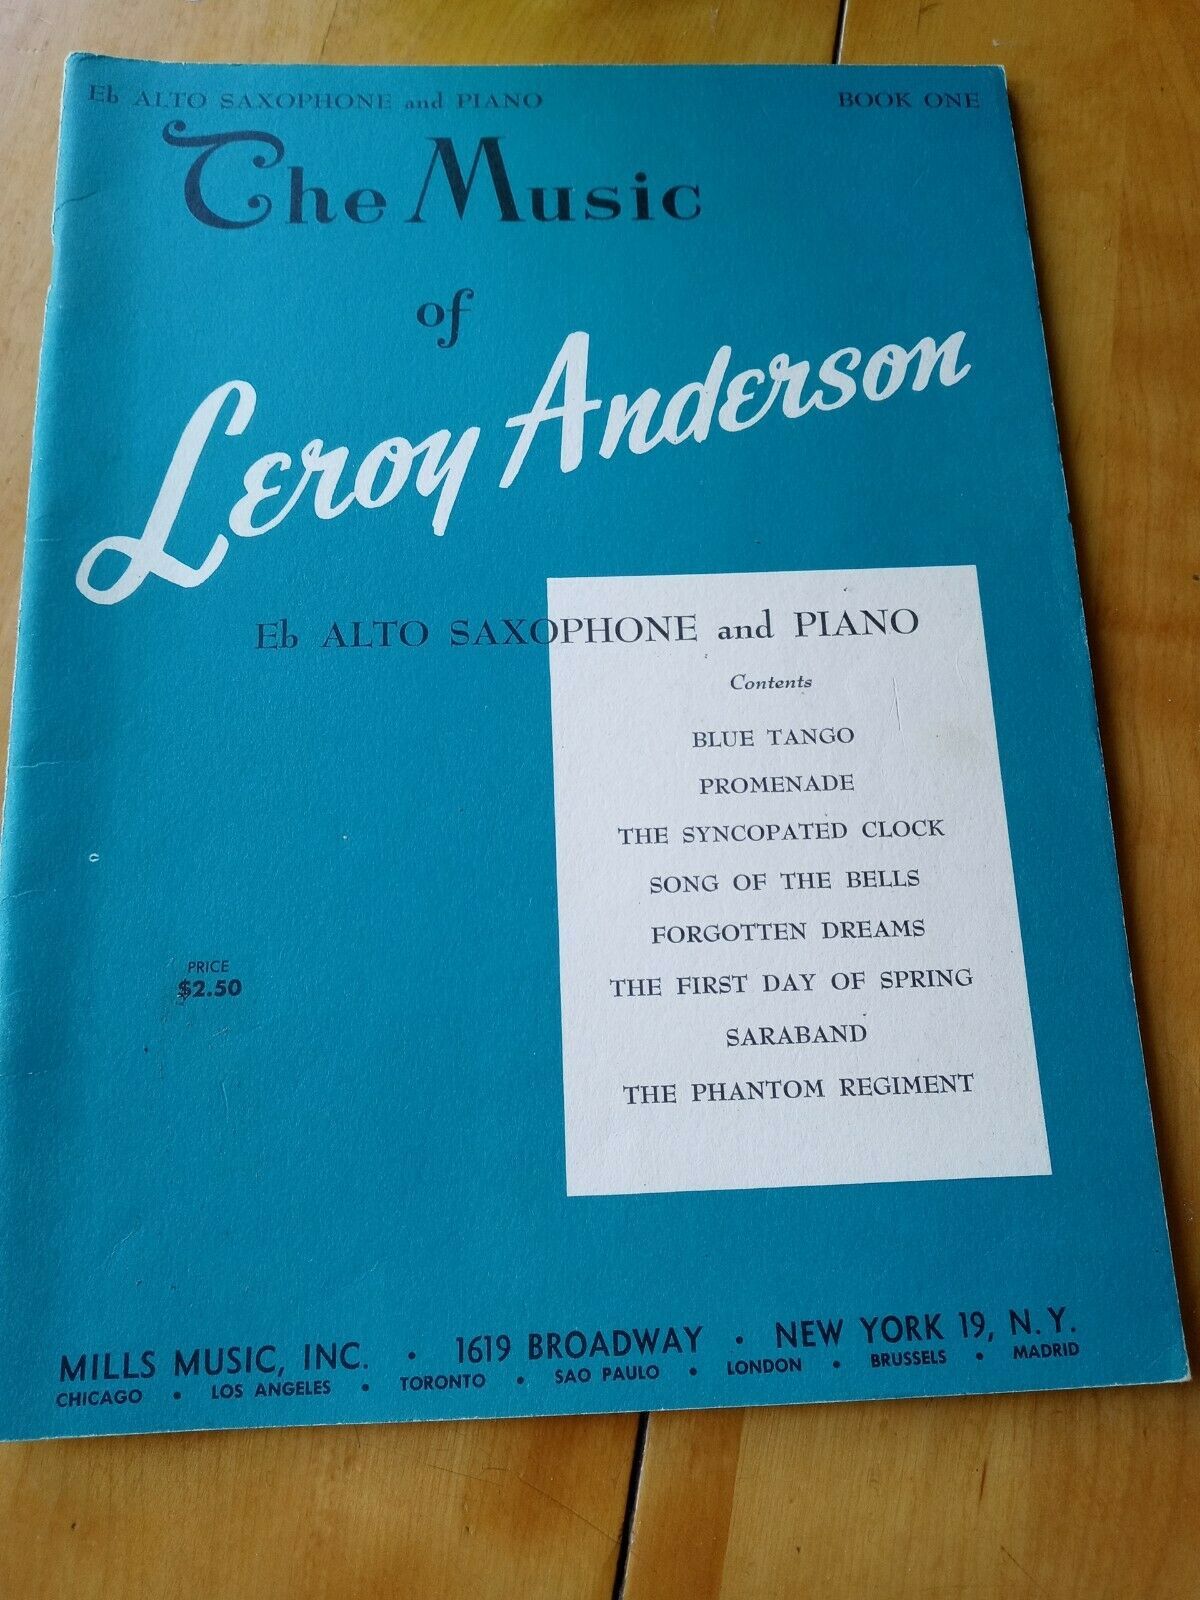 Eb ALTO SAXOPHONE and PIANO BOOK ONE
The Music
of
Leroy Anderson
Eb ALTO SAXOPHONE and PIANO
Contents
BLUE TANGO
PROMENADE
THE SYNCOPATED CLOCK
SONG OF THE BELLS
FORGOTTEN DREAMS
THE FIRST DAY OF SPRING
SARABAND
THE PHANTOM REGIMENT
PRICE
$2.50
MILLS MUSIC, INC. • 1619 BROADWAY • NEW YORK 19, N.Y.
CHICAGO • LOS ANGELES • TORONTO • SAO PAULO • LONDON • BRUSSELS • MADRID